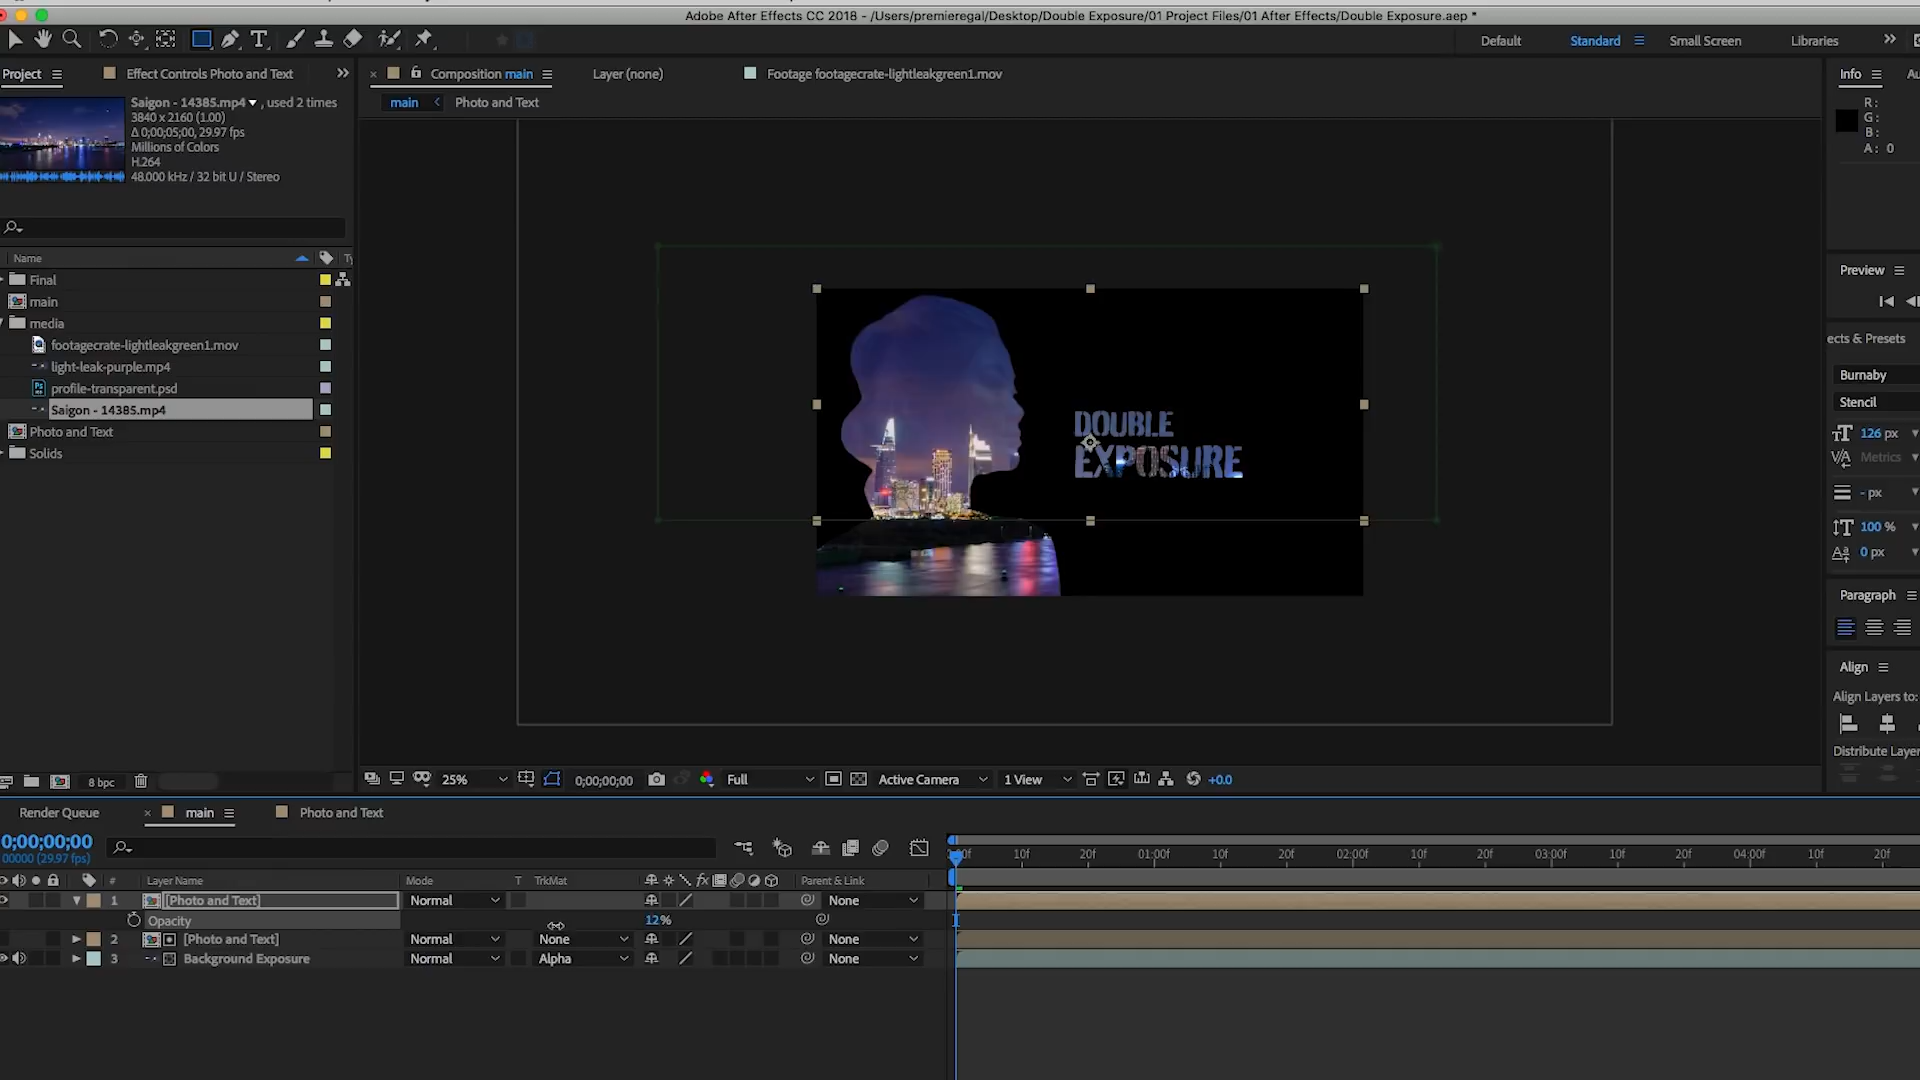 Adobe After Effects CC 2018 - /Users/premieregal/Desktop/Double Exposure/01 Project Files/01 After Effects/Double Exposure.aep *
Default
Standard
Small Screen
Libraries
Project
Effect Controls Photo and Text
Composition main
Layer (none)
Footage footagecrate-lightleakgreen1.mov
Info
main
Photo and Text
Saigon - 14385.mp4 , used 2 times
3840 x 2160 (1.00)
Δ 0;00;05;00, 29.97 fps
Millions of Colors
H.264
48.000 kHz / 32 bit U / Stereo
R:
G:
B:
A: 0
Name
Final
main
media
footagecrate-lightleakgreen1.mov
light-leak-purple.mp4
profile-transparent.psd
Saigon - 14385.mp4
Photo and Text
Solids
DOUBLE
EXPOSURE
Preview
ects & Presets
Burnaby
Stencil
126 px
Metrics
- px
100 %
0 px
Paragraph
Align
Align Layers to:
Distribute Layer
8 bpc
25%
0;00;00;00
Full
Active Camera
1 View
+0.0
Render Queue
main
Photo and Text
0;00;00;00
00000 (29.97 fps)
10f
20f
01:00f
10f
20f
02:00f
10f
20f
03:00f
10f
20f
04:00f
10f
20f
#
Layer Name
Mode
T
TrkMat
Parent & Link
1
[Photo and Text]
Normal
None
Opacity
12%
2
[Photo and Text]
Normal
None
None
3
Background Exposure
Normal
Alpha
None